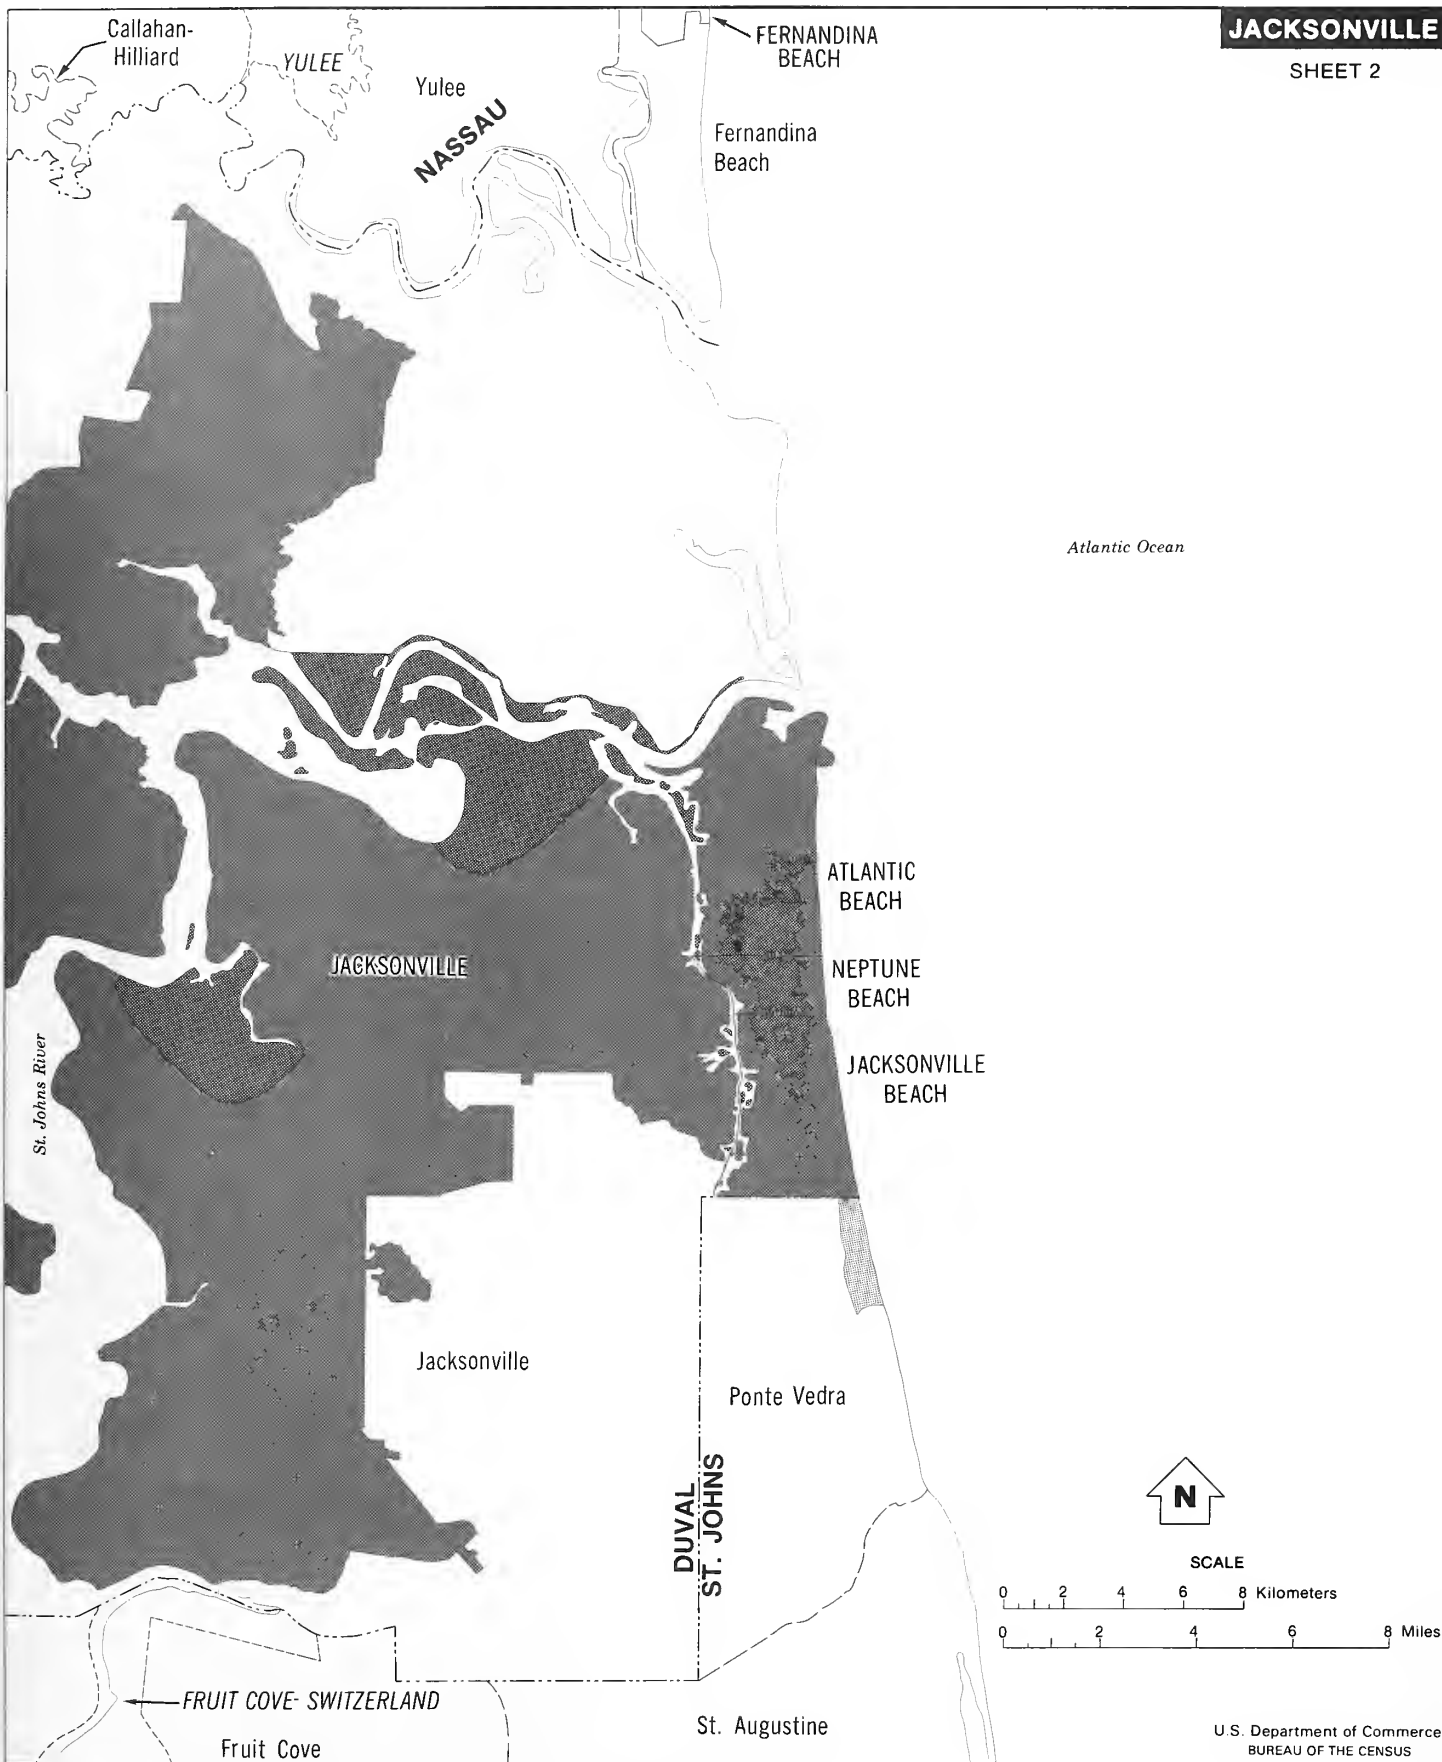 JACKSONVILLE
SHEET 2
Callahan-
Hilliard
YULEE
Yulee
NASSAU
FERNANDINA
BEACH
Fernandina
Beach
Atlantic Ocean
ATLANTIC
BEACH
JACKSONVILLE
NEPTUNE
BEACH
St. Johns River
JACKSONVILLE
BEACH
Jacksonville
Ponte Vedra
DUVAL
ST. JOHNS
N
SCALE
0 2 4 6 8 Kilometers
0 2 4 6 8 Miles
FRUIT COVE- SWITZERLAND
Fruit Cove
St. Augustine
U.S. Department of Commerce
BUREAU OF THE CENSUS